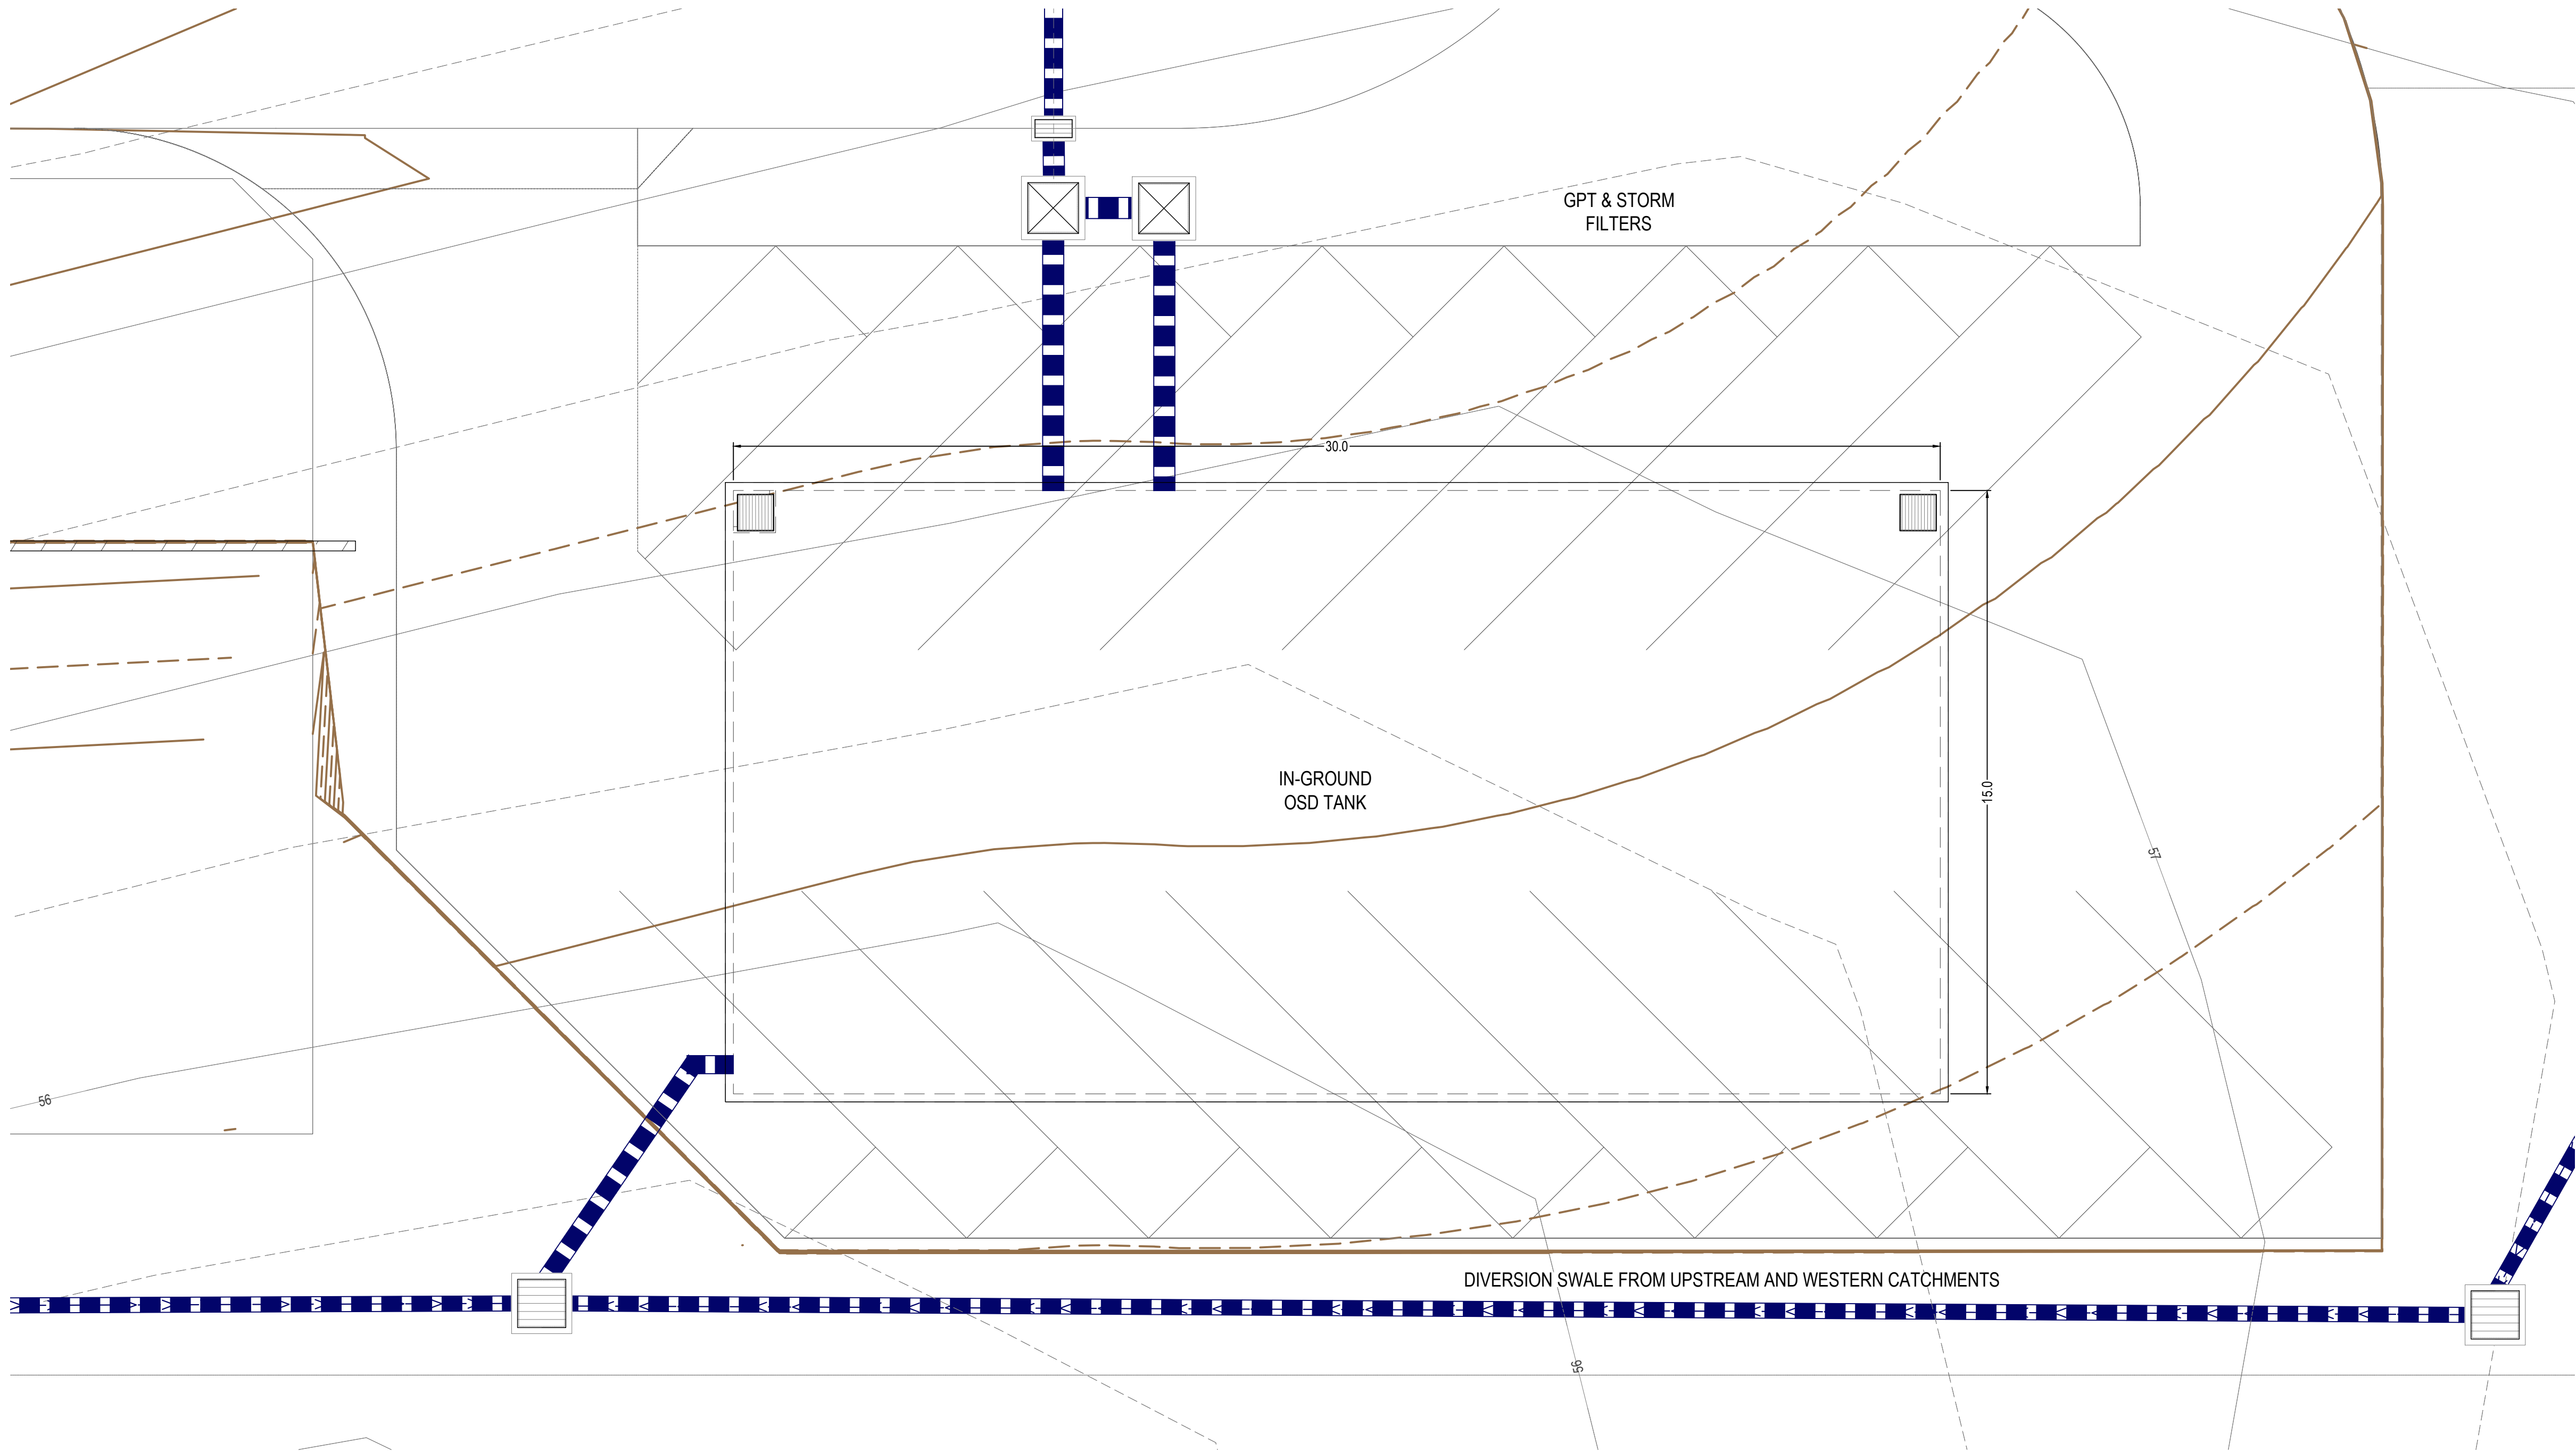 GPT & STORM
FILTERS
30.0
IN-GROUND
OSD TANK
15.0
57
56
DIVERSION SWALE FROM UPSTREAM AND WESTERN CATCHMENTS
56